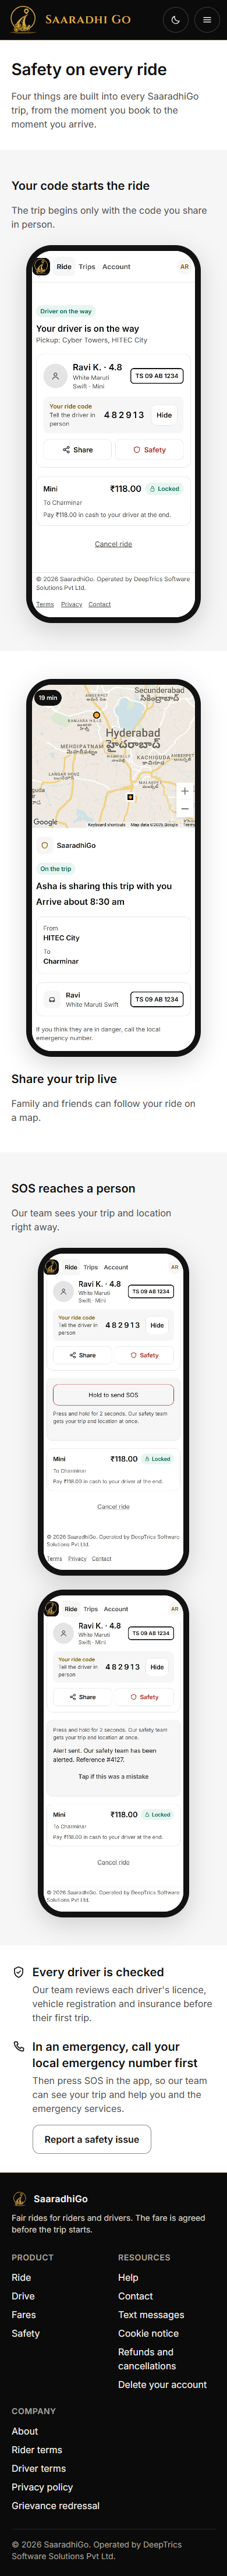 SAARADHI GO
Safety on every ride
Four things are built into every SaaradhiGo
trip, from the moment you book to the
moment you arrive.
Your code starts the ride
The trip begins only with the code you share
in person.
Ride Trips Account AR
Driver on the way
Your driver is on the way
Pickup: Cyber Towers, HITEC City
Ravi K. · 4.8
White Maruti
Swift · Mini
TS 09 AB 1234
Your ride code
Tell the driver in
person
482913
Hide
Share
Safety
Mini ₹118.00 Locked
To Charminar
Pay ₹118.00 in cash to your driver at the end.
Cancel ride
© 2026 SaaradhiGo. Operated by DeepTrics Software
Solutions Pvt Ltd.
Terms Privacy Contact
19 min
AMEERPET
Secunderabad
BANJARA HILLS
Hyderabad
హైదరాబాద్
MEHDIPATNAM
KACHIGUDA
ATTAPUR
Google
Keyboard shortcuts Map data ©2026 Google Terms
SaaradhiGo
On the trip
Asha is sharing this trip with you
Arrive about 8:30 am
From
HITEC City
To
Charminar
Ravi
White Maruti Swift
TS 09 AB 1234
If you think they are in danger, call the local
emergency number.
Share your trip live
Family and friends can follow your ride on
a map.
SOS reaches a person
Our team sees your trip and location
right away.
Ride Trips Account AR
Ravi K. · 4.8
White Maruti
Swift · Mini
TS 09 AB 1234
Your ride code
Tell the driver in
person
482913
Hide
Share
Safety
Hold to send SOS
Press and hold for 2 seconds. Our safety team
gets your trip and location at once.
Mini ₹118.00 Locked
To Charminar
Pay ₹118.00 in cash to your driver at the end.
Cancel ride
© 2026 SaaradhiGo. Operated by DeepTrics Software
Solutions Pvt Ltd.
Terms Privacy Contact
Ride Trips Account AR
Ravi K. · 4.8
White Maruti
Swift · Mini
TS 09 AB 1234
Your ride code
Tell the driver in
person
482913
Hide
Share
Safety
Press and hold for 2 seconds. Our safety team
gets your trip and location at once.
Alert sent. Our safety team has been
alerted. Reference #4127.
Tap if this was a mistake
Mini ₹118.00 Locked
To Charminar
Pay ₹118.00 in cash to your driver at the end.
Cancel ride
© 2026 SaaradhiGo. Operated by DeepTrics Software
Solutions Pvt Ltd.
Every driver is checked
Our team reviews each driver's licence,
vehicle registration and insurance before
their first trip.
In an emergency, call your
local emergency number first
Then press SOS in the app, so our team
can see your trip and help you and the
emergency services.
Report a safety issue
SaaradhiGo
Fair rides for riders and drivers. The fare is agreed
before the trip starts.
PRODUCT
Ride
Drive
Fares
Safety
RESOURCES
Help
Contact
Text messages
Cookie notice
Refunds and
cancellations
Delete your account
COMPANY
About
Rider terms
Driver terms
Privacy policy
Grievance redressal
© 2026 SaaradhiGo. Operated by DeepTrics
Software Solutions Pvt Ltd.